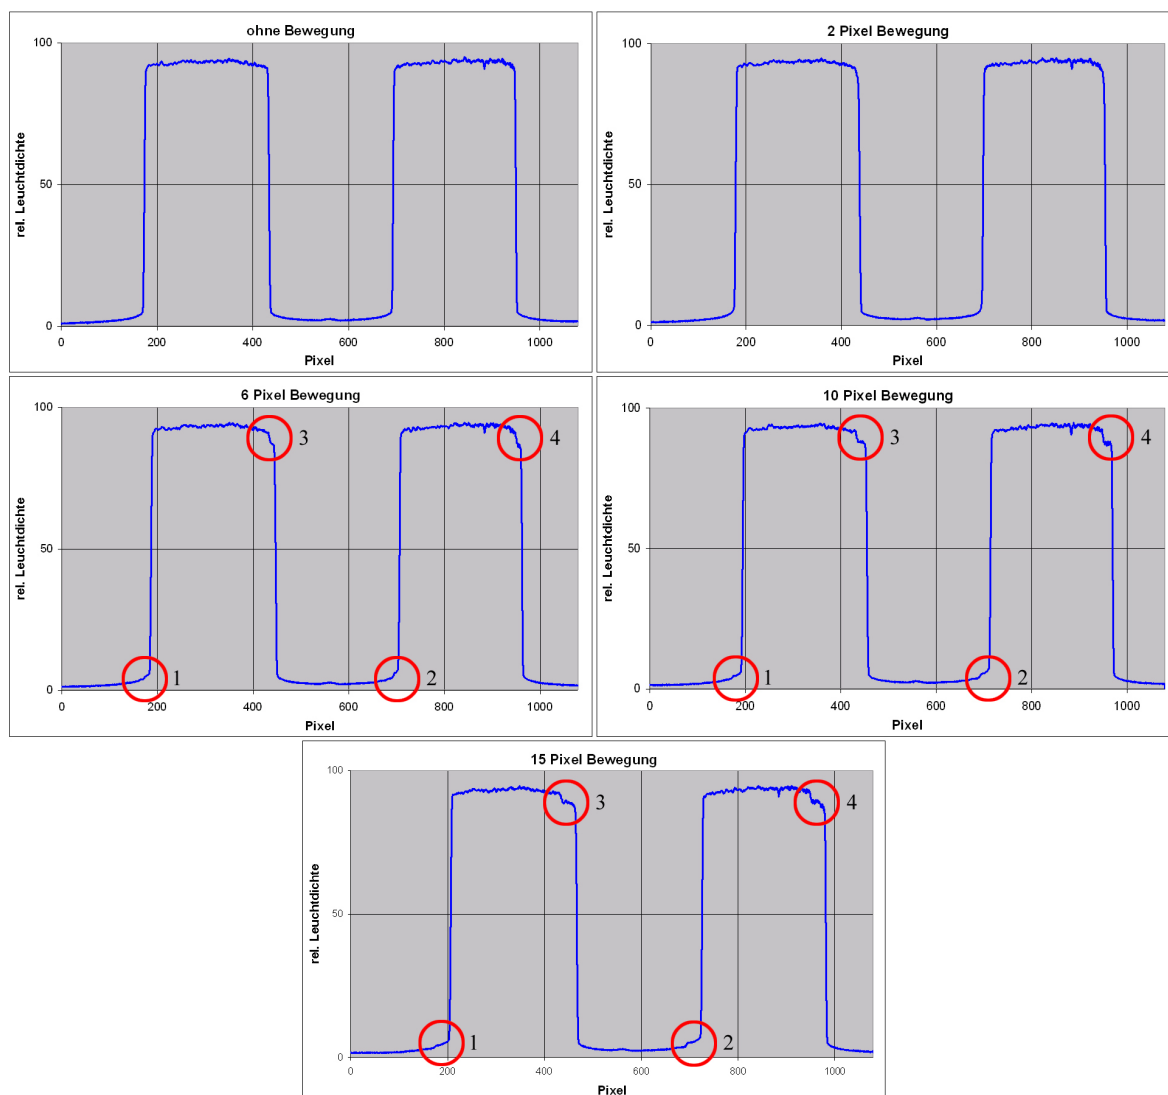 ohne Bewegung
100
50
0
rel. Leuchtdichte
0 200 400 600 800 1000
Pixel
2 Pixel Bewegung
100
50
0
rel. Leuchtdichte
0 200 400 600 800 1000
Pixel
6 Pixel Bewegung
100
50
0
rel. Leuchtdichte
3
4
1
2
0 200 400 600 800 1000
Pixel
10 Pixel Bewegung
100
50
0
rel. Leuchtdichte
3
4
1
2
0 200 400 600 800 1000
Pixel
15 Pixel Bewegung
100
50
0
rel. Leuchtdichte
3
4
1
2
0 200 400 600 800 1000
Pixel